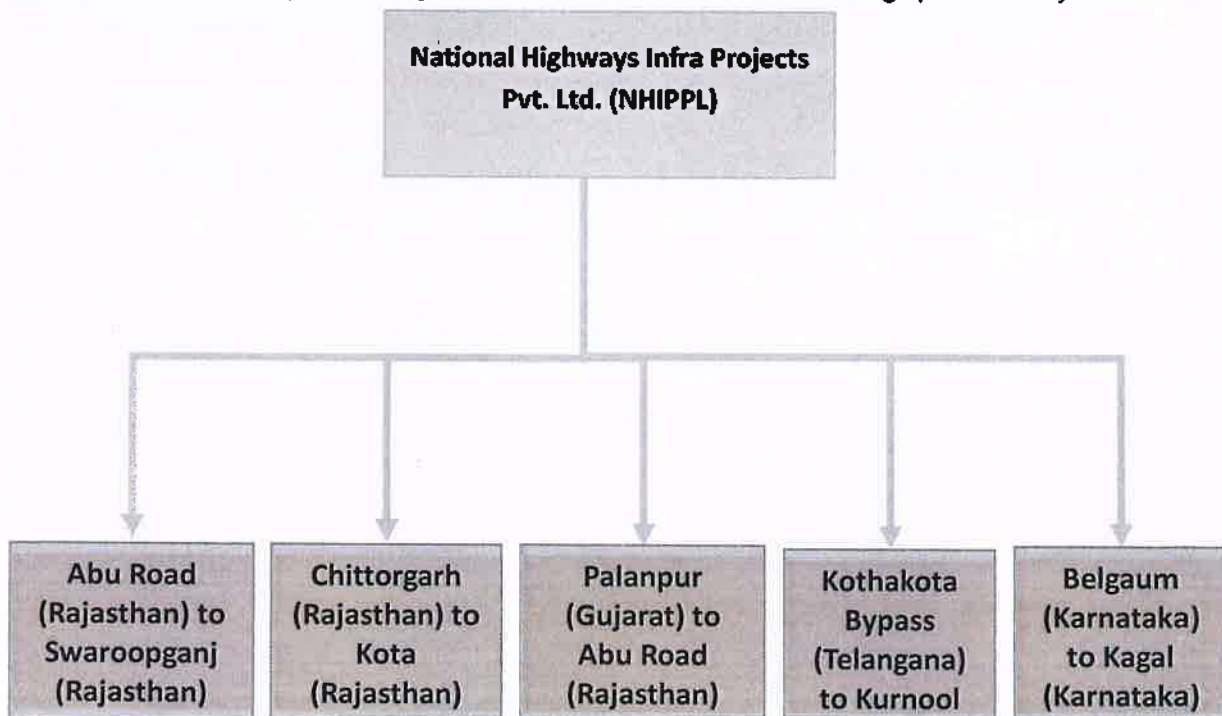 National Highways Infra Projects
Pvt. Ltd. (NHIPPL)
Abu Road
(Rajasthan) to
Swaroopganj
(Rajasthan)
Chittorgarh
(Rajasthan) to
Kota
(Rajasthan)
Palanpur
(Gujarat) to
Abu Road
(Rajasthan)
Kothakota
Bypass
(Telangana)
to Kurnool
Belgaum
(Karnataka)
to Kagal
(Karnataka)